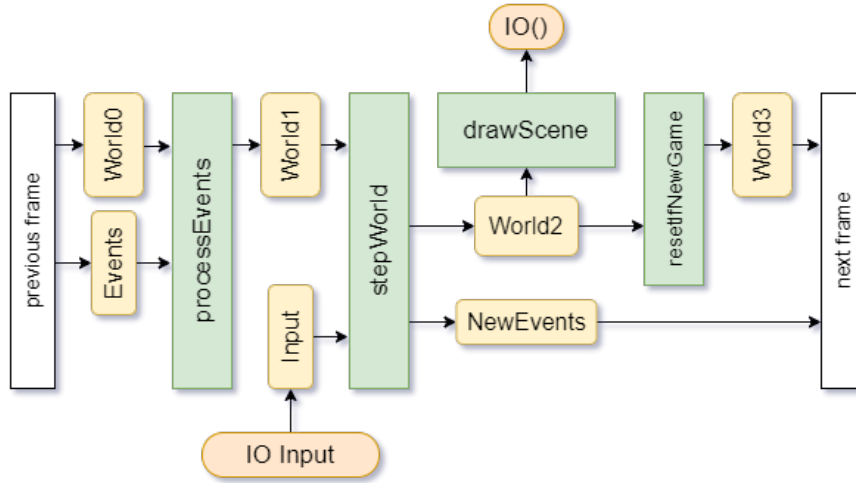 IO()
previous frame
World0
Events
processEvents
World1
Input
IO Input
stepWorld
drawScene
World2
NewEvents
resetIfNewGame
World3
next frame